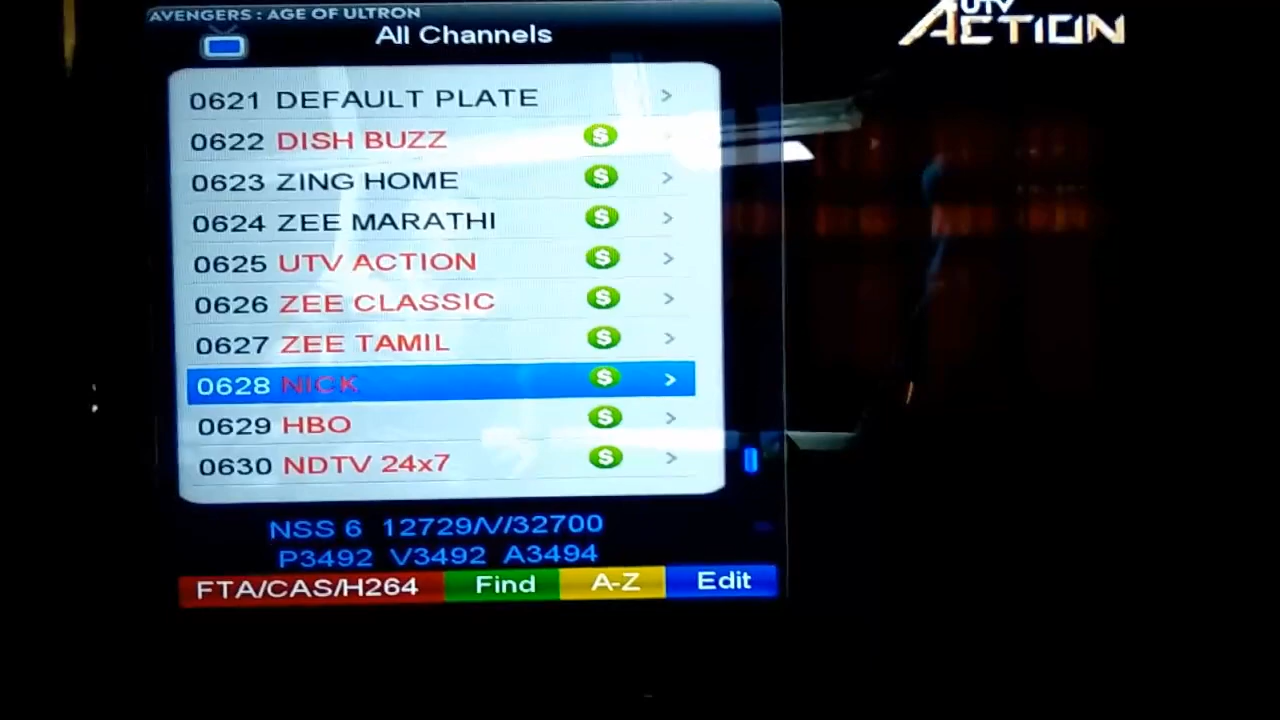 AVENGERS : AGE OF ULTRON
All Channels
UTV
ACTION
0621 DEFAULT PLATE >
0622 DISH BUZZ $ >
0623 ZING HOME $ >
0624 ZEE MARATHI $ >
0625 UTV ACTION $ >
0626 ZEE CLASSIC $ >
0627 ZEE TAMIL $ >
0628 NICK $ >
0629 HBO $ >
0630 NDTV 24x7 $ >
NSS 6 12729/V/32700
P3492 V3492 A3494
FTA/CAS/H264 Find A-Z Edit